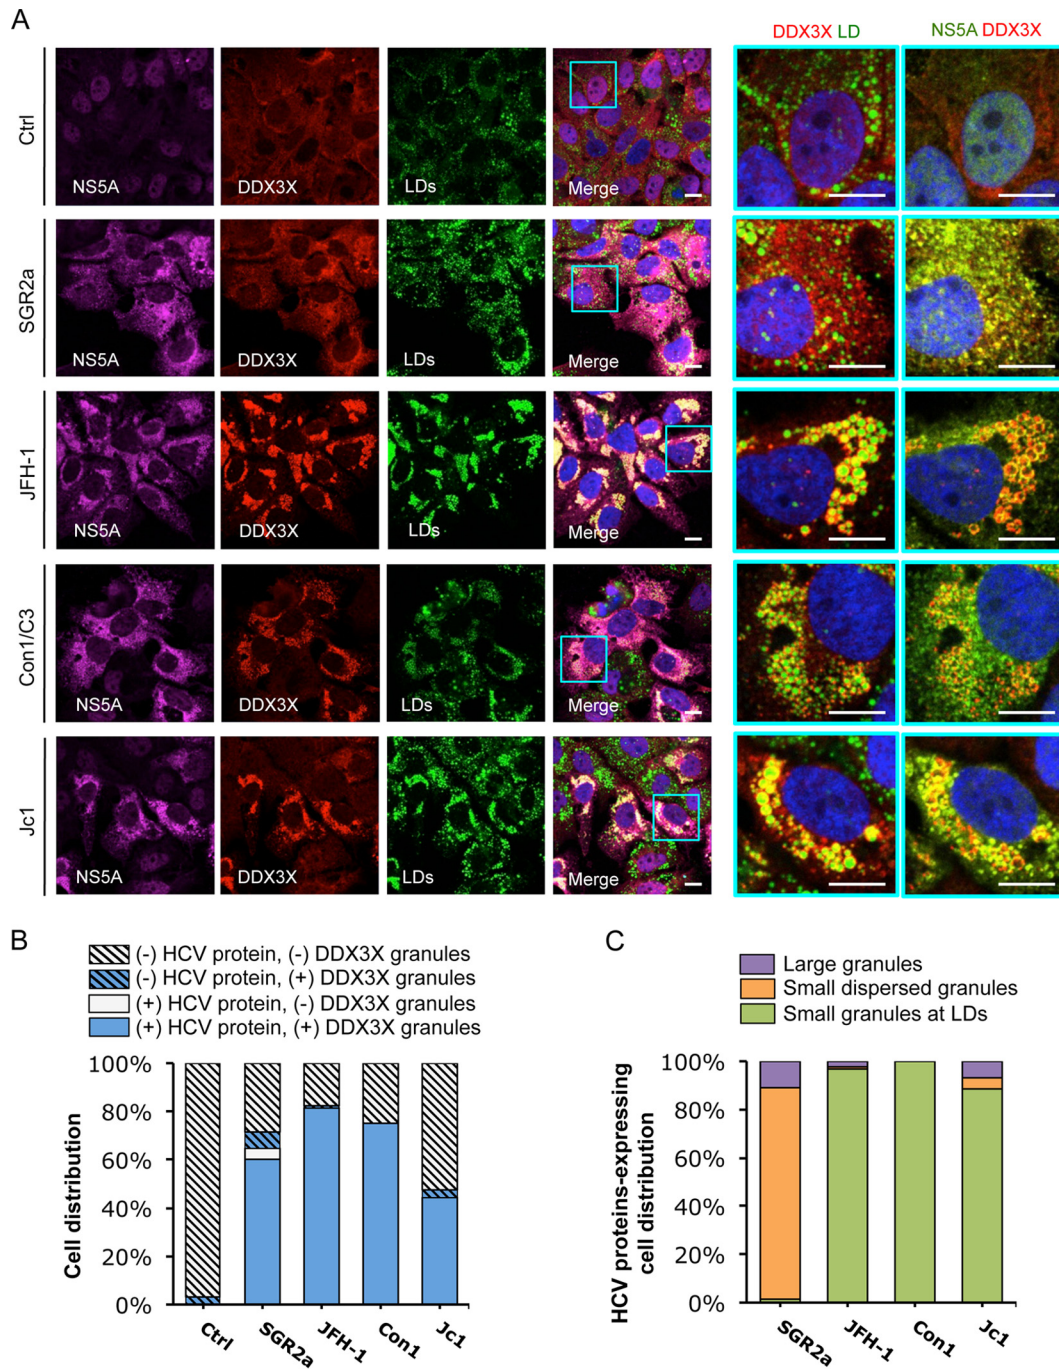 A
DDX3X LD
NS5A DDX3X
Ctrl
NS5A
DDX3X
LDs
Merge
SGR2a
NS5A
DDX3X
LDs
Merge
JFH-1
NS5A
DDX3X
LDs
Merge
Con1/C3
NS5A
DDX3X
LDs
Merge
Jc1
NS5A
DDX3X
LDs
Merge
B
(-) HCV protein, (-) DDX3X granules
(-) HCV protein, (+) DDX3X granules
(+) HCV protein, (-) DDX3X granules
(+) HCV protein, (+) DDX3X granules
Cell distribution
100%
80%
60%
40%
20%
0%
Ctrl
SGR2a
JFH-1
Con1
Jc1
C
Large granules
Small dispersed granules
Small granules at LDs
HCV proteins-expressing
cell distribution
100%
80%
60%
40%
20%
0%
SGR2a
JFH-1
Con1
Jc1